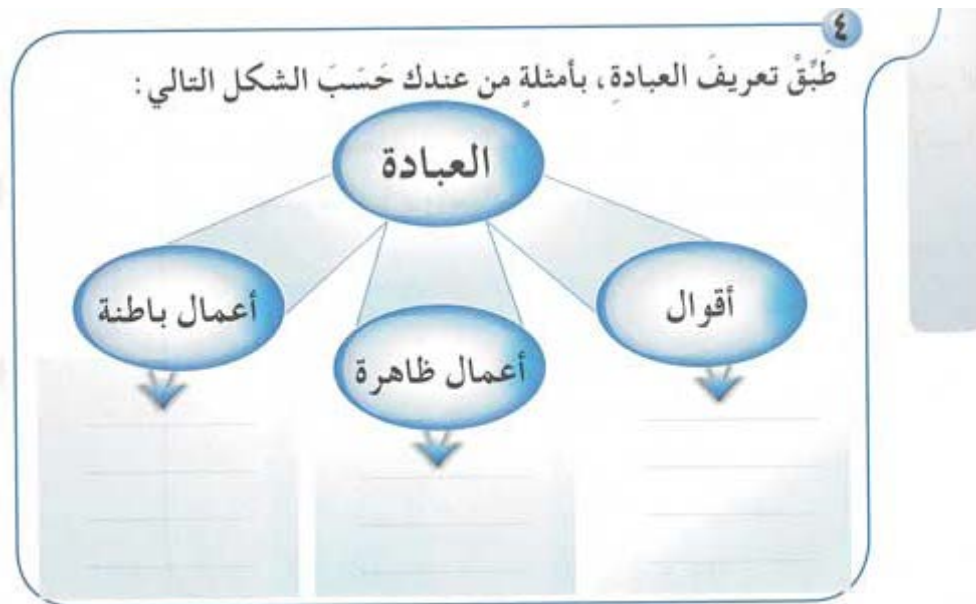 ٤
طَبِّقْ تعريفَ العبادةِ، بأمثلةٍ من عندك حَسَبَ الشكل التالي:
العبادة
أقوال
أعمال ظاهرة
أعمال باطنة